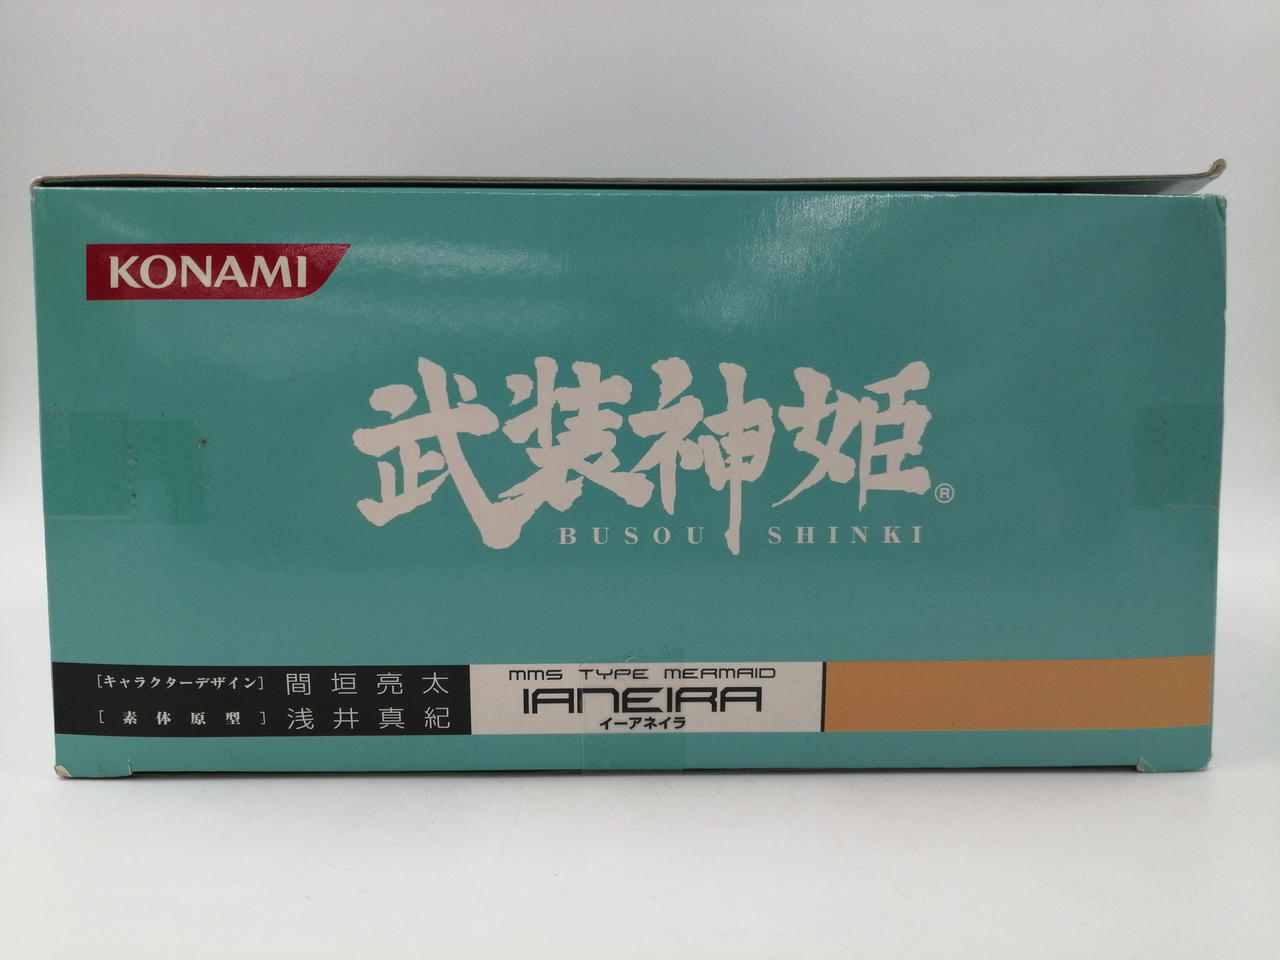 KONAMI
武装神姫®
BUSOU SHINKI
[キャラクターデザイン] 間垣亮太
[素体原型] 浅井真紀
MMS TYPE MERMAID
IANEIRA
イーアネイラ